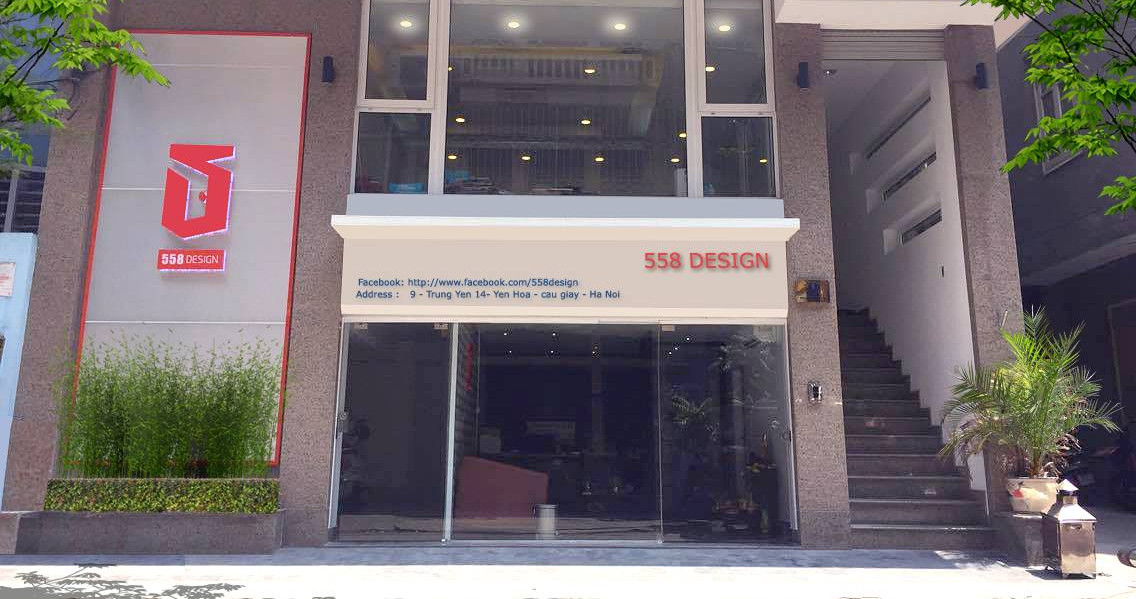 558 DESIGN
558 DESIGN
Facebook: http://www.facebook.com/558design
Address : 9 - Trung Yen 14- Yen Hoa - cau giay - Ha Noi